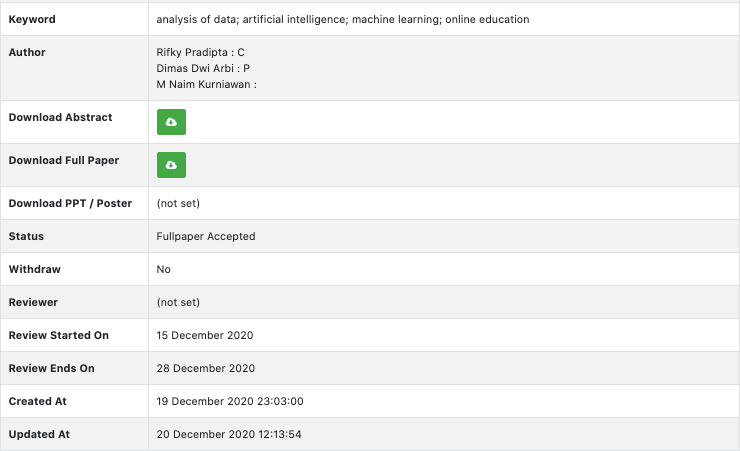 Keyword analysis of data; artificial intelligence; machine learning; online education
Author Rifky Pradipta : C
Dimas Dwi Arbi : P
M Naim Kurniawan :
Download Abstract
Download Full Paper
Download PPT / Poster (not set)
Status Fullpaper Accepted
Withdraw No
Reviewer (not set)
Review Started On 15 December 2020
Review Ends On 28 December 2020
Created At 19 December 2020 23:03:00
Updated At 20 December 2020 12:13:54